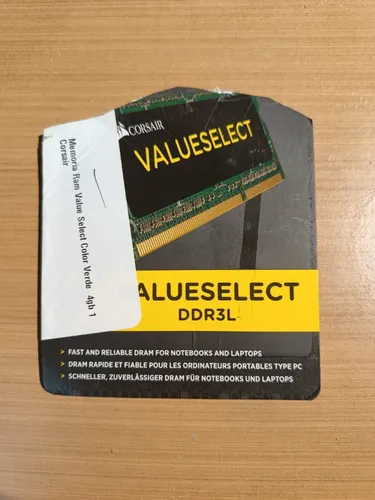 CORSAIR
VALUESELECT
Memoria Ram Value Select Color Verde 4gb 1
Corsair
ALUESELECT
DDR3L
> FAST AND RELIABLE DRAM FOR NOTEBOOKS AND LAPTOPS
> DRAM RAPIDE ET FIABLE POUR LES ORDINATEURS PORTABLES TYPE PC
> SCHNELLER, ZUVERLÄSSIGER DRAM FÜR NOTEBOOKS UND LAPTOPS